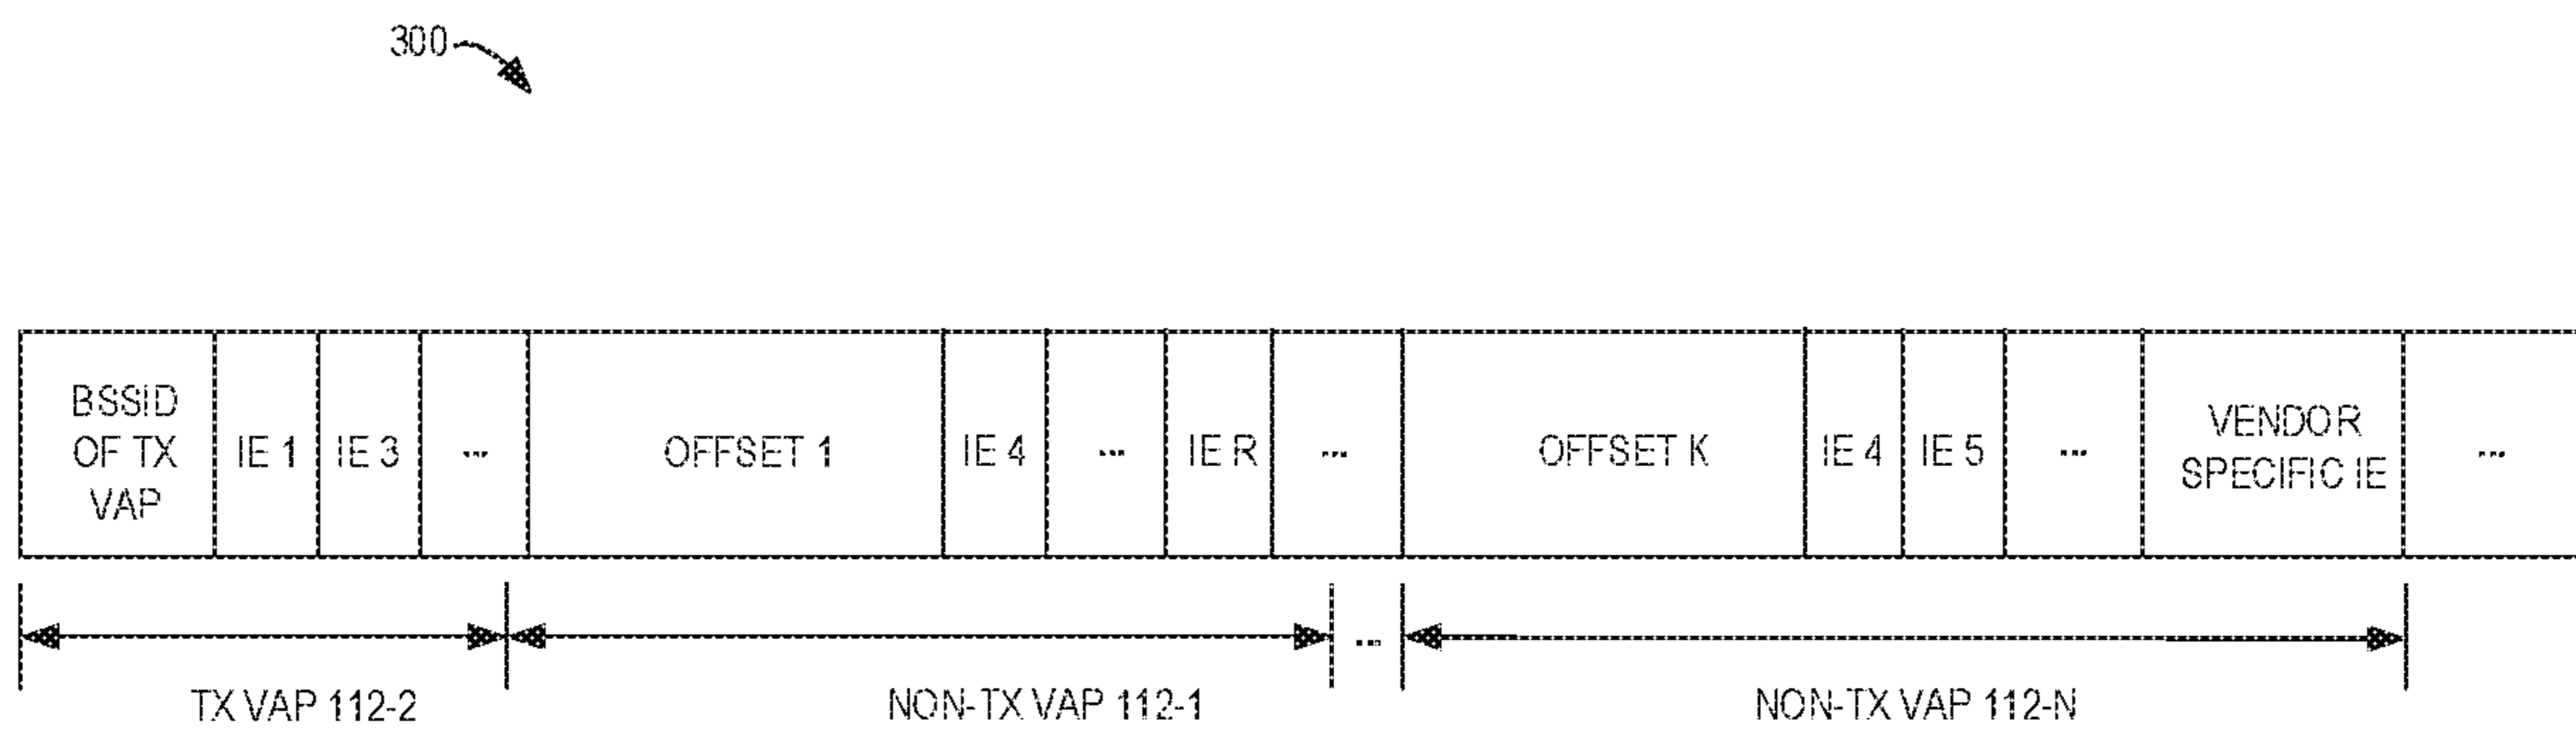 300
BSSID
OF TX
VAP
IE 1
IE 3
...
OFFSET 1
IE 4
...
IE R
...
OFFSET K
IE 4
IE 5
...
VENDOR
SPECIFIC IE
...
...
TX VAP 112-2
NON-TX VAP 112-1
NON-TX VAP 112-N